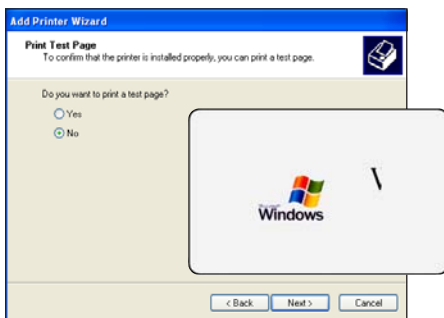 Add Printer Wizard
Print Test Page
To confirm that the printer is installed properly, you can print a test page.
Do you want to print a test page?
Yes
No
Windows
< Back
Next >
Cancel